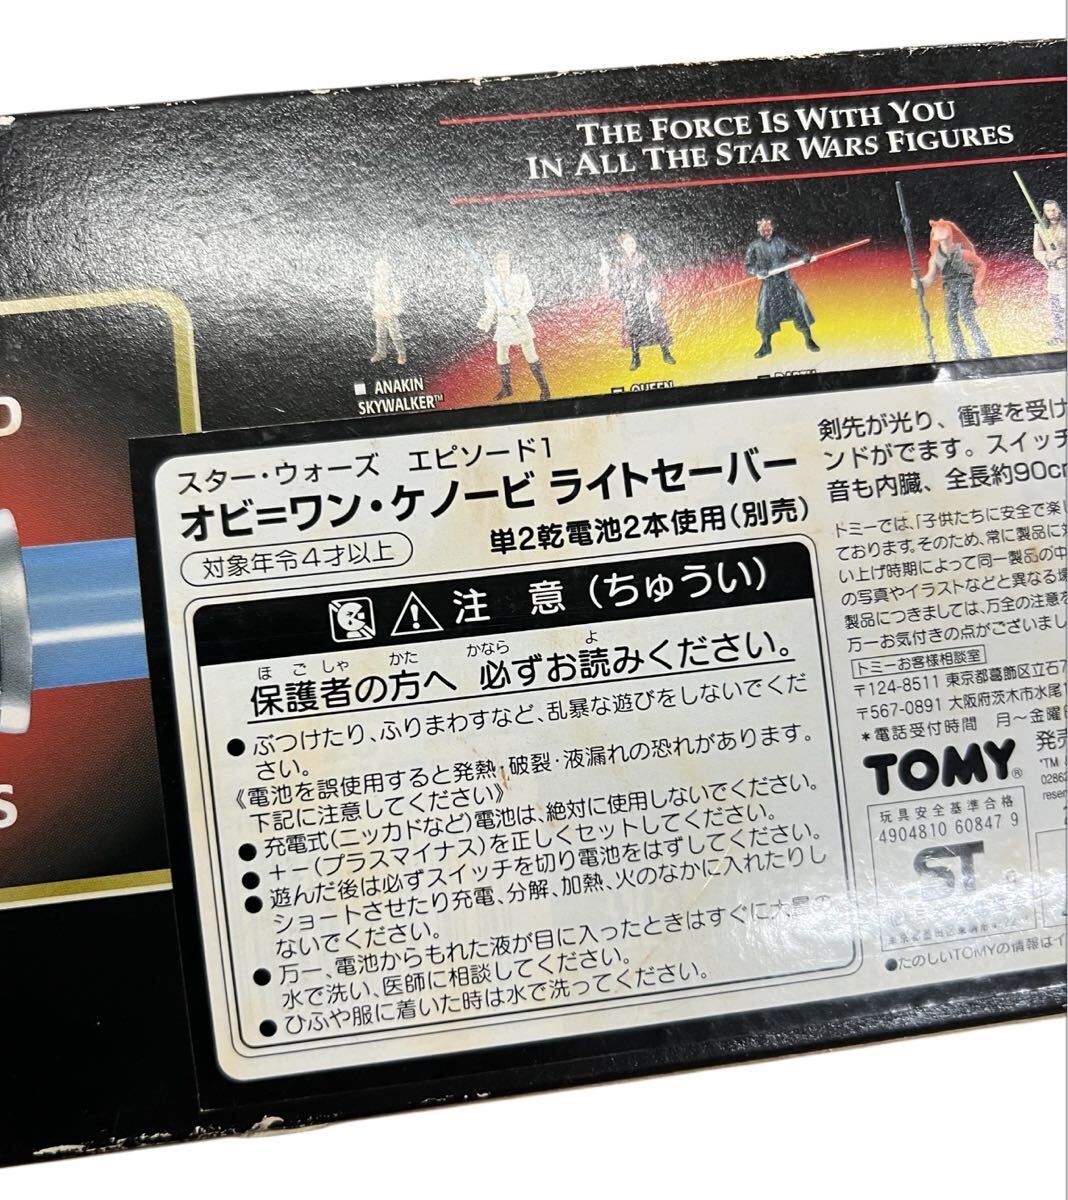 THE FORCE IS WITH YOU
IN ALL THE STAR WARS FIGURES
ANAKIN
SKYWALKER™
QUEEN
スター・ウォーズ エピソード1
オビ=ワン・ケノービ ライトセーバー
対象年令4才以上
単2乾電池2本使用(別売)
注 意(ちゅうい)
保護者の方へ 必ずお読みください。
ほごしゃ かた かなら よ
●ぶつけたり、ふりまわすなど、乱暴な遊びをしないでくだ
さい。
《電池を誤使用すると発熱・破裂・液漏れの恐れがあります。
下記に注意してください》
●充電式(ニッカドなど)電池は、絶対に使用しないでください。
●+−(プラスマイナス)を正しくセットしてください。
●遊んだ後は必ずスイッチを切り電池をはずしてください。
ショートさせたり充電、分解、加熱、火のなかに入れたりし
ないでください。
●万一、電池からもれた液が目に入ったときはすぐに大量の
水で洗い、医師に相談してください。
●ひふや服に着いた時は水で洗ってください。
剣先が光り、衝撃を受け
ンドがでます。スイッチ
音も内臓、全長約90cm
トミーでは、「子供たちに安全で楽し
ております。そのため、常に製品に
い上げ時期によって同一製品の中
の写真やイラストなどと異なる場
製品につきましては、万全の注意を
万一お気付きの点がございまし
トミーお客様相談室
〒124-8511 東京都葛飾区立石7
〒567-0891 大阪府茨木市水尾1
*電話受付時間 月〜金曜日
TOMY® 発売
*TM &
02862
reserv
玩具安全基準合格
4904810 60847 9
ST
●たのしいTOMYの情報はイ